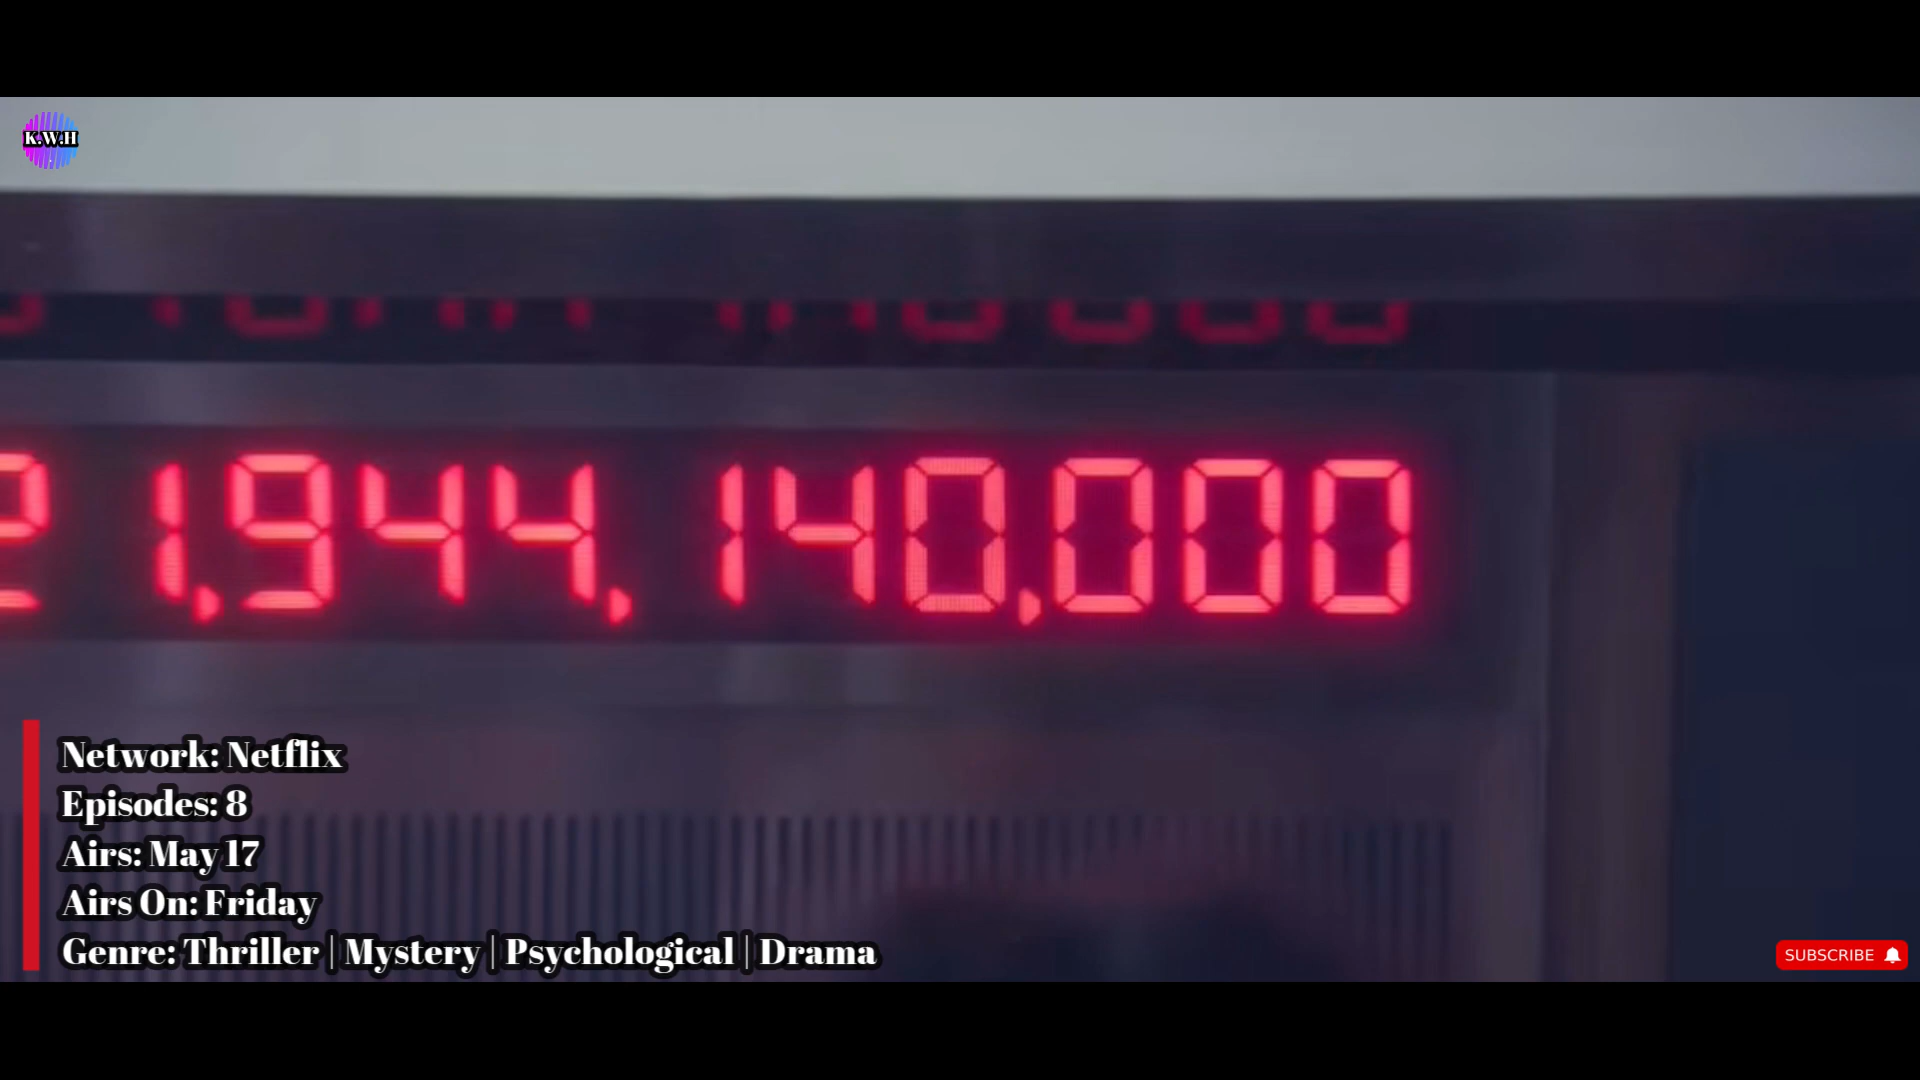 K.W.H
21,944,140,000
Network: Netflix
Episodes: 8
Airs: May 17
Airs On: Friday
Genre: Thriller | Mystery | Psychological | Drama
SUBSCRIBE